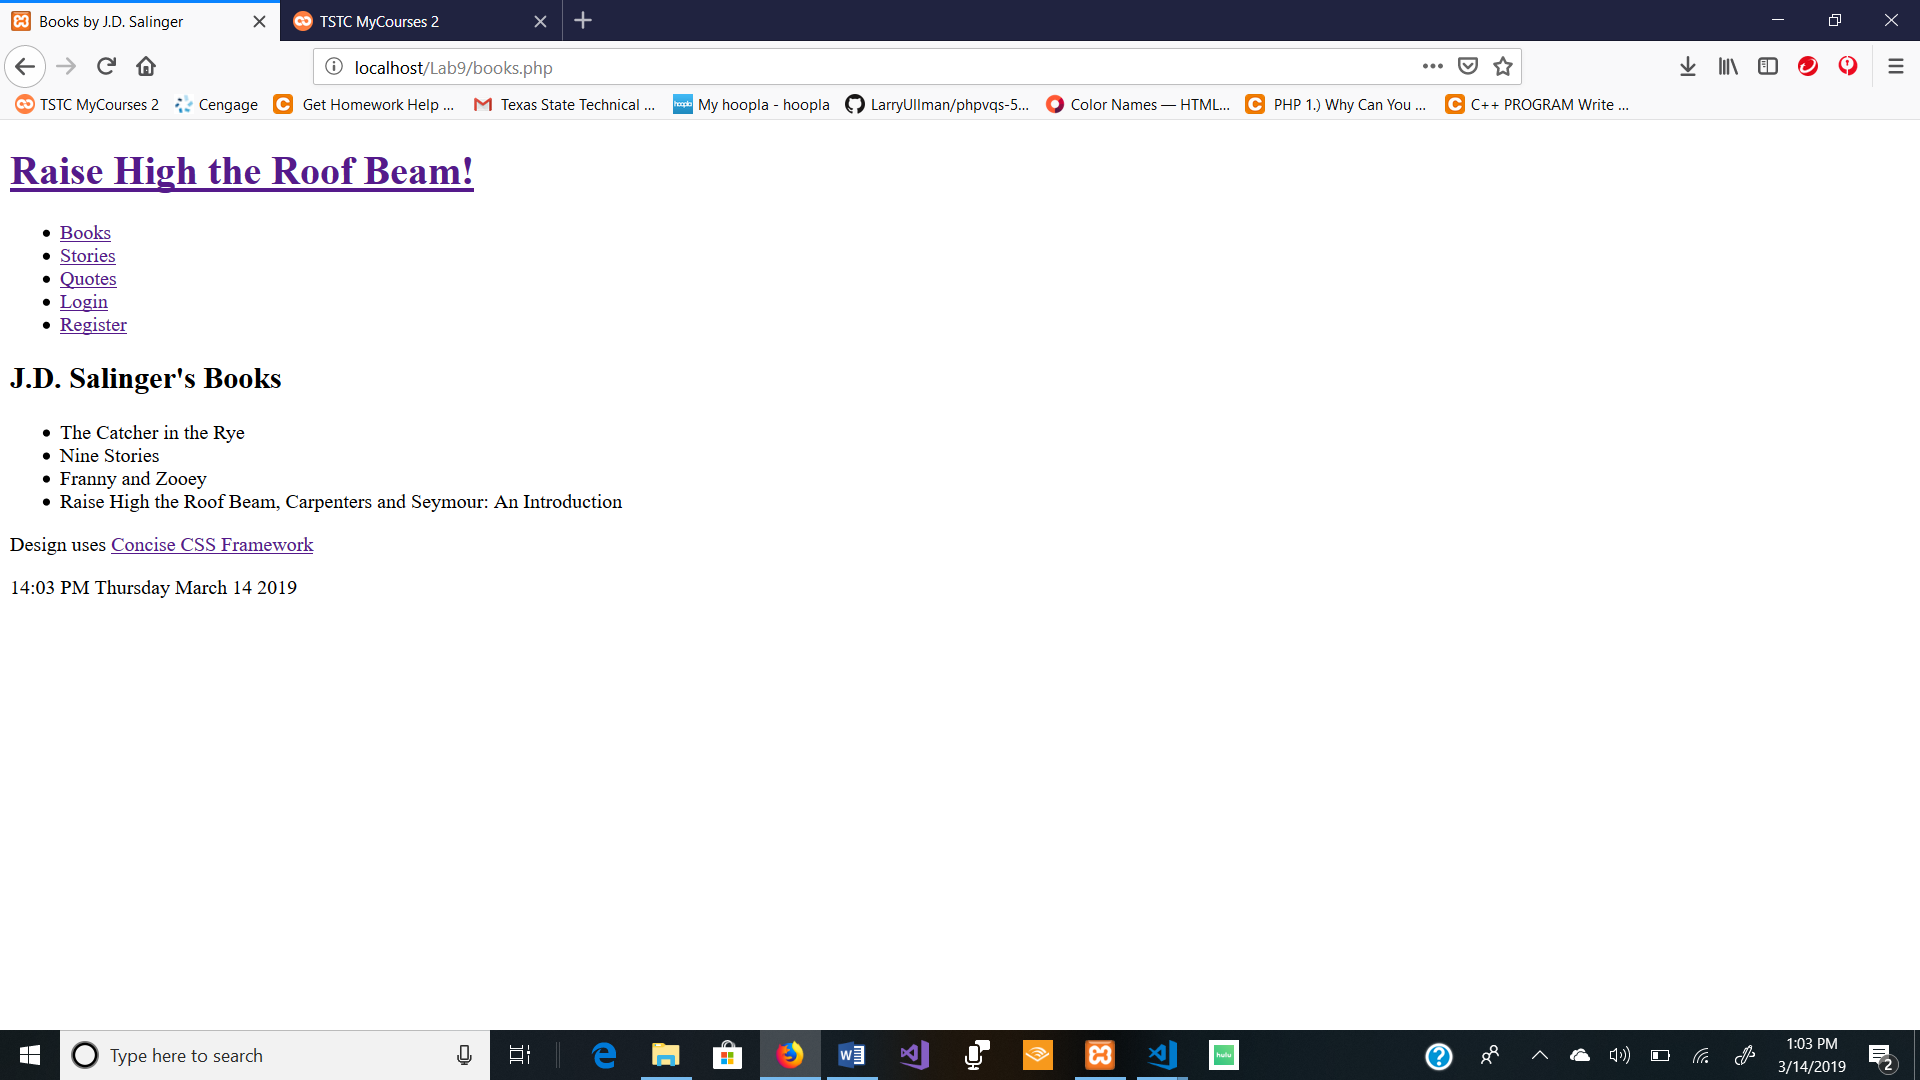 Books by J.D. Salinger
TSTC MyCourses 2
localhost/Lab9/books.php
TSTC MyCourses 2
Cengage
Get Homework Help ...
Texas State Technical ...
hoopla
My hoopla - hoopla
LarryUllman/phpvqs-5...
Color Names — HTML...
PHP 1.) Why Can You ...
C++ PROGRAM Write ...
Raise High the Roof Beam!
Books
Stories
Quotes
Login
Register
J.D. Salinger's Books
The Catcher in the Rye
Nine Stories
Franny and Zooey
Raise High the Roof Beam, Carpenters and Seymour: An Introduction
Design uses Concise CSS Framework
14:03 PM Thursday March 14 2019
Type here to search
hulu
1:03 PM
3/14/2019
2